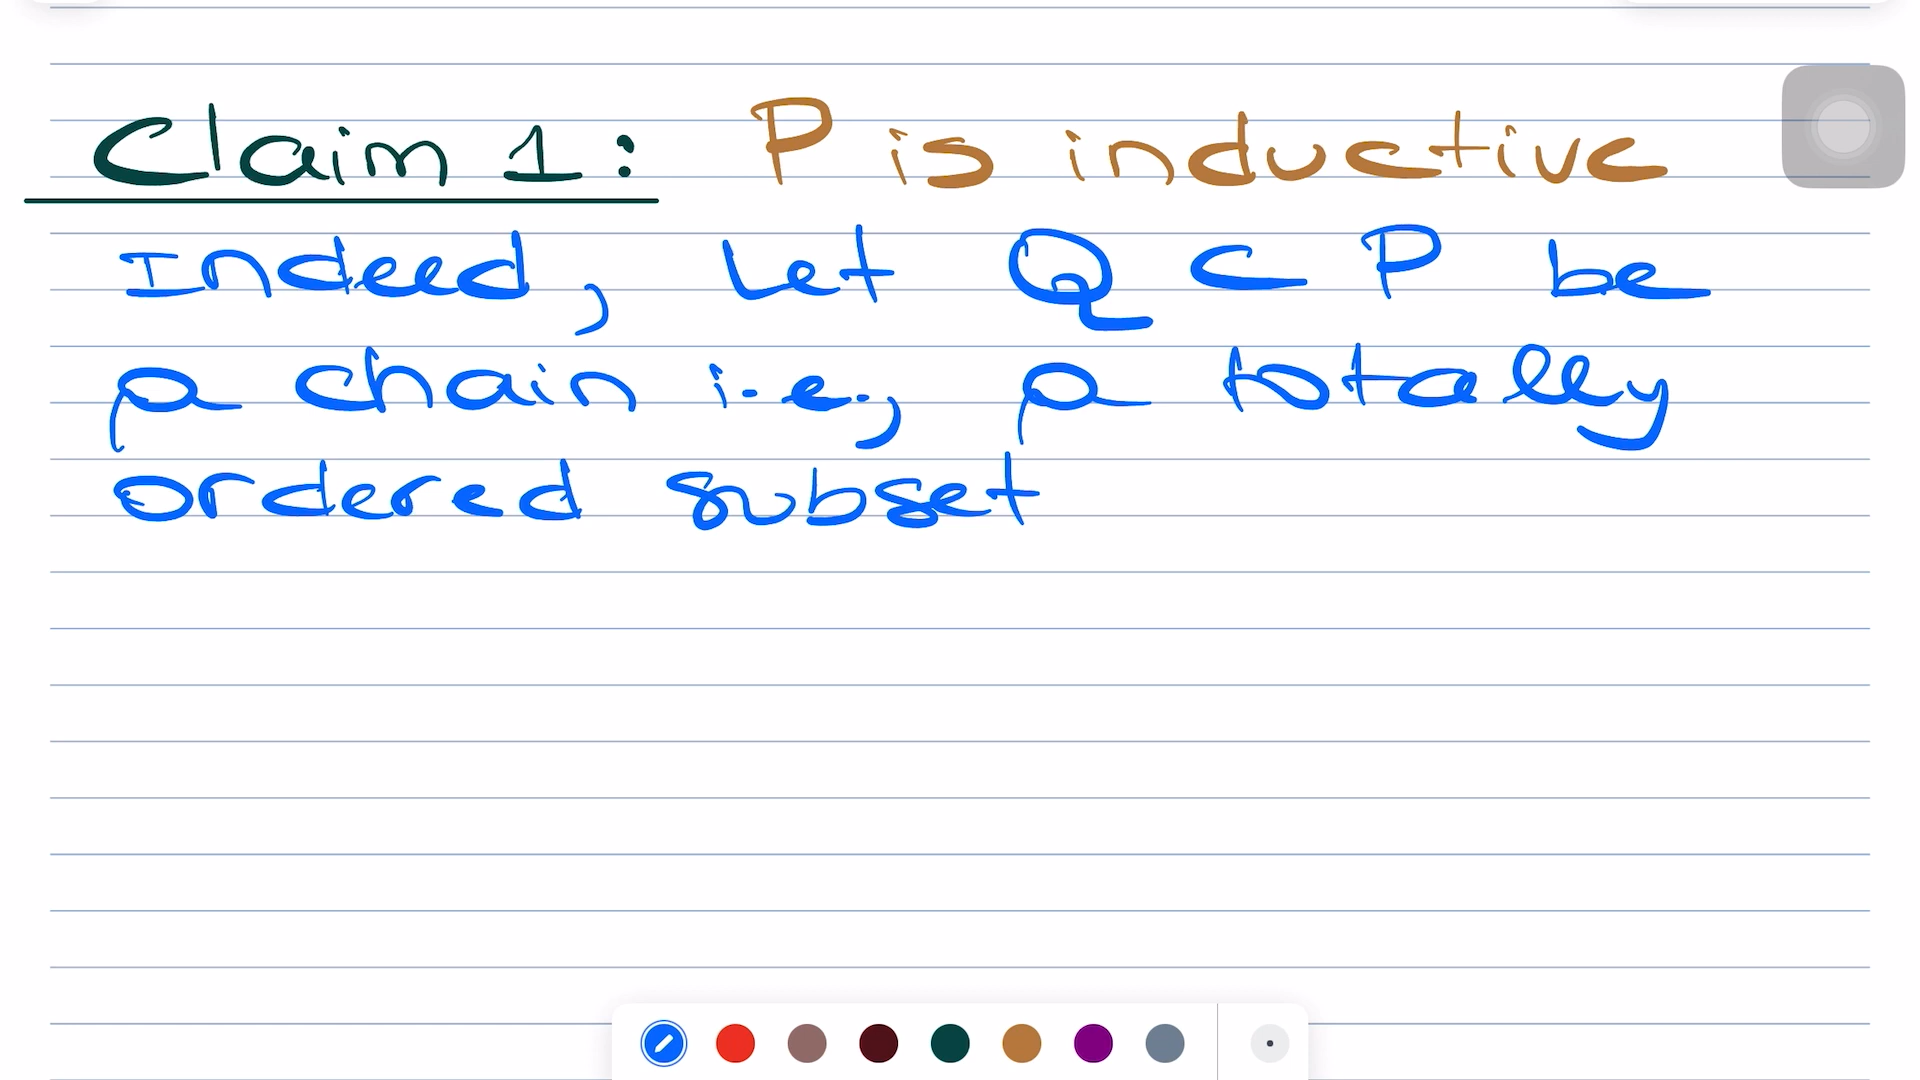 Claim 1: P is inductive
Indeed, Let Q ⊂ P be
a chain i.e., a totally
ordered subset